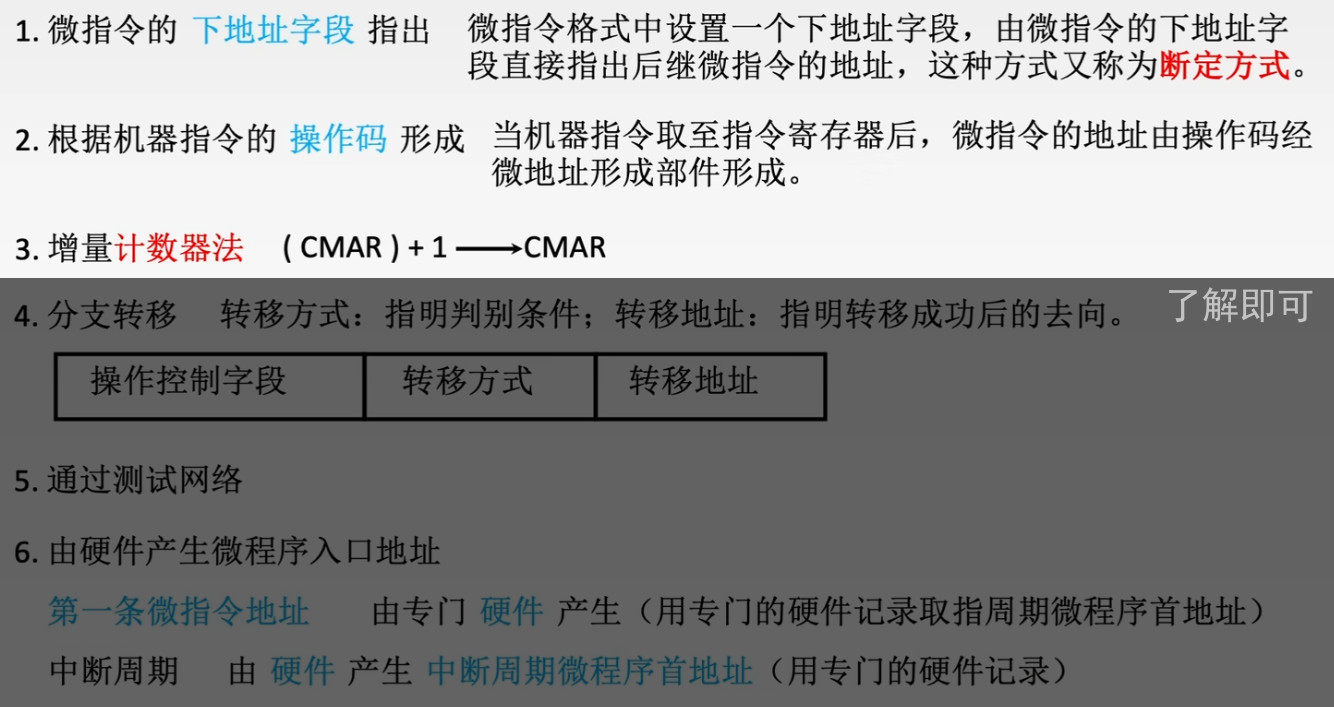 1. 微指令的 下地址字段 指出 微指令格式中设置一个下地址字段，由微指令的下地址字
段直接指出后继微指令的地址，这种方式又称为断定方式。
2. 根据机器指令的 操作码 形成 当机器指令取至指令寄存器后，微指令的地址由操作码经
微地址形成部件形成。
3. 增量计数器法 ( CMAR ) + 1 ⟶CMAR
4. 分支转移 转移方式：指明判别条件；转移地址：指明转移成功后的去向。 了解即可
操作控制字段 转移方式 转移地址
5. 通过测试网络
6. 由硬件产生微程序入口地址
第一条微指令地址 由专门 硬件 产生（用专门的硬件记录取指周期微程序首地址）
中断周期 由 硬件 产生 中断周期微程序首地址（用专门的硬件记录）